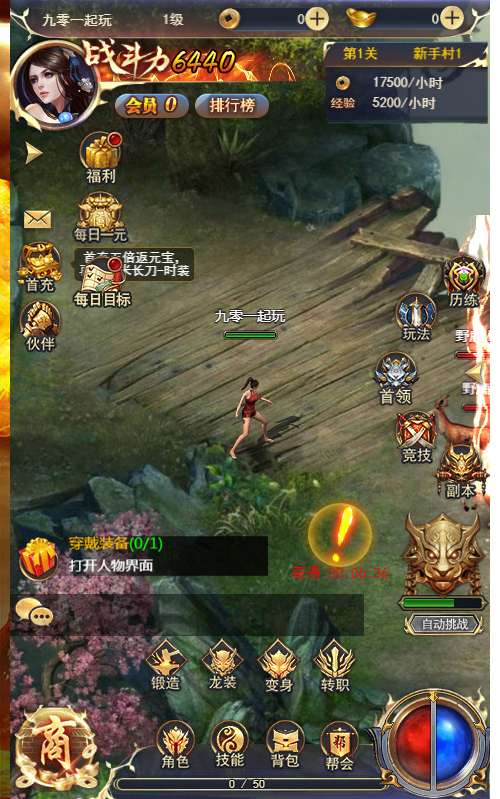 九零一起玩 1级 0 0
战斗力6440
第1关 新手村1
17500/小时
经验 5200/小时
会员 0 排行榜
福利
每日一元
首充
每日目标
伙伴
九零一起玩
历练
玩法
首领
竞技
副本
穿戴装备(0/1)
打开人物界面
自动挑战
锻造 龙装 变身 转职
商
角色 技能 背包 帮会
0 / 50